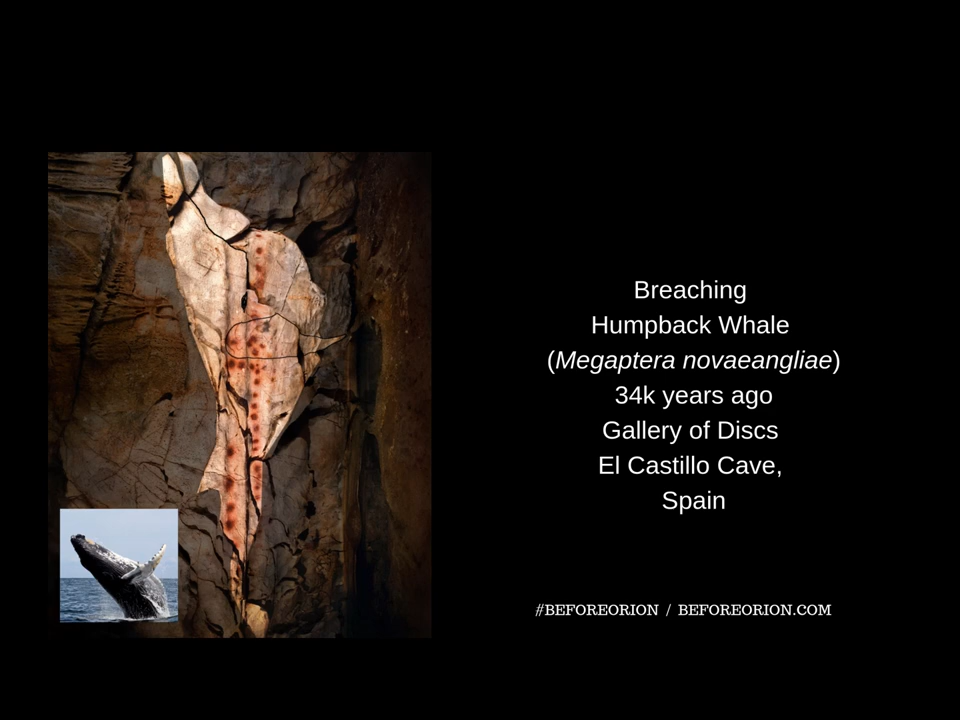 Breaching
Humpback Whale
(Megaptera novaeangliae)
34k years ago
Gallery of Discs
El Castillo Cave,
Spain
#BEFOREORION / BEFOREORION.COM